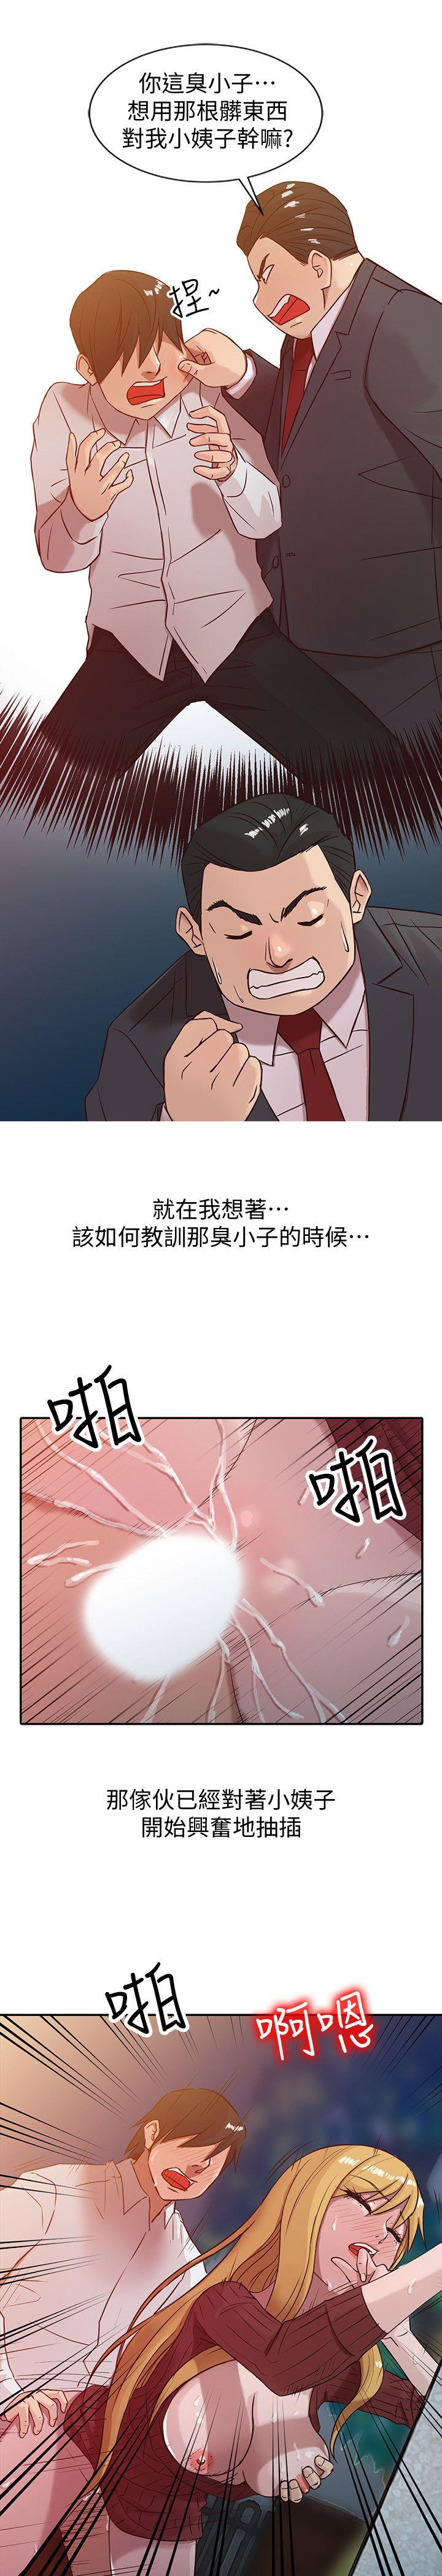 你這臭小子⋯
想用那根髒東西
對我小姨子幹嘛?
捏~
就在我想著⋯
該如何教訓那臭小子的時候⋯
啪
啪
那傢伙已經對著小姨子
開始興奮地抽插
啪
啊嗯